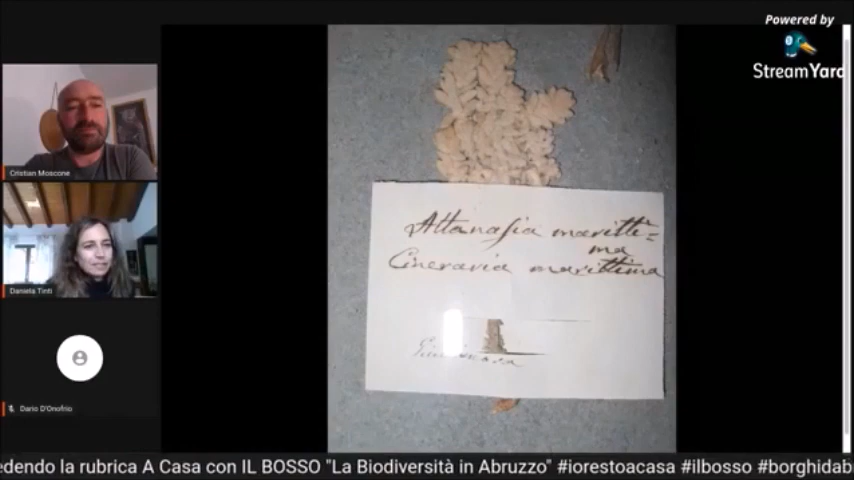 Powered by
StreamYard
Cristian Moscone
Daniela Tinti
Dario D'Onofrio
Attanasia maritti=
ma
Cineraria marittima
edendo la rubrica A Casa con IL BOSSO "La Biodiversità in Abruzzo" #iorestoacasa #ilbosso #borghidab